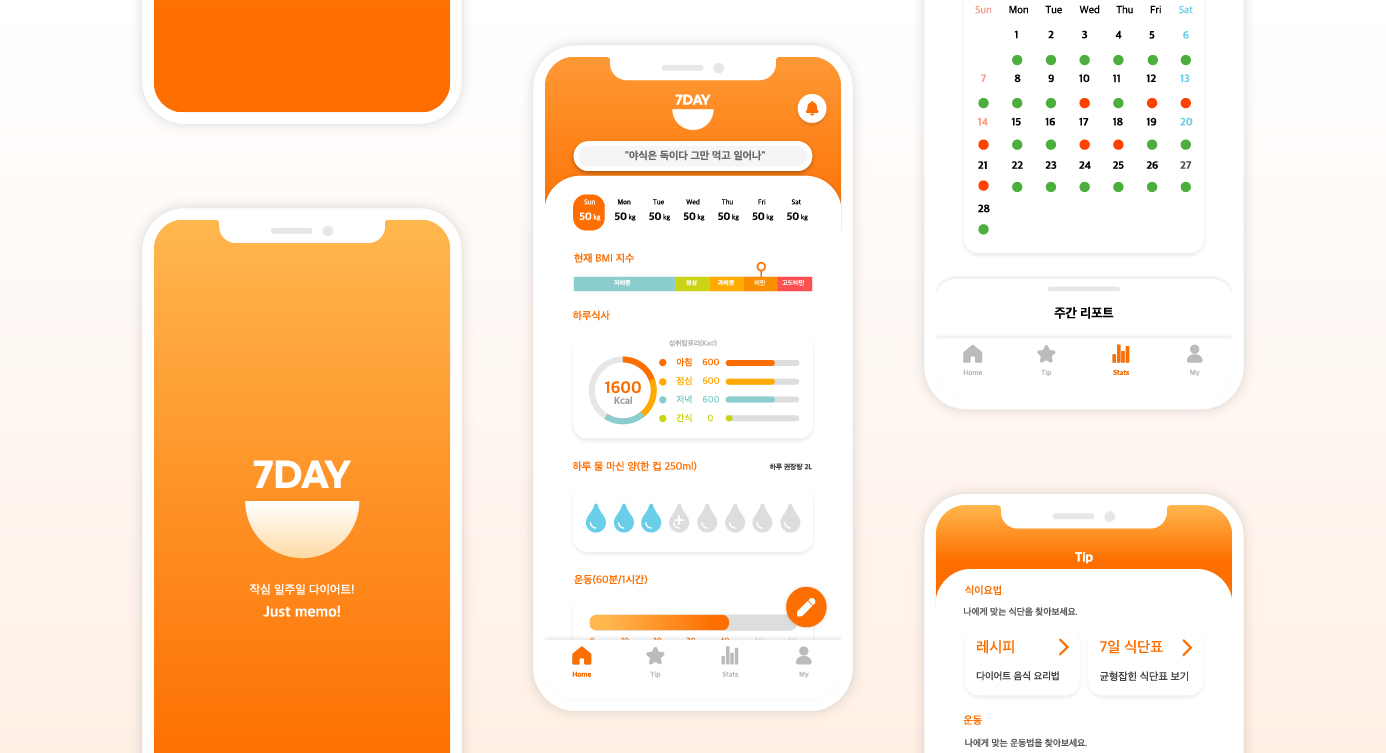 7DAY
작심 일주일 다이어트!
Just memo!
7DAY
"야식은 독이다 그만 먹고 일어나"
Sun Mon Tue Wed Thu Fri Sat
50 kg 50 kg 50 kg 50 kg 50 kg 50 kg 50 kg
현재 BMI 지수
저체중 정상 과체중 비만 고도비만
하루식사
섭취칼로리(Kacl)
1600
Kcal
아침 600
점심 600
저녁 600
간식 0
하루 물 마신 양(한 컵 250ml) 하루 권장량 2L
운동(60분/1시간)
Home Tip Stats My
Sun Mon Tue Wed Thu Fri Sat
1 2 3 4 5 6
7 8 9 10 11 12 13
14 15 16 17 18 19 20
21 22 23 24 25 26 27
28
주간 리포트
Home Tip Stats My
Tip
식이요법
나에게 맞는 식단을 찾아보세요.
레시피
다이어트 음식 요리법
7일 식단표
균형잡힌 식단표 보기
운동
나에게 맞는 운동법을 찾아보세요.